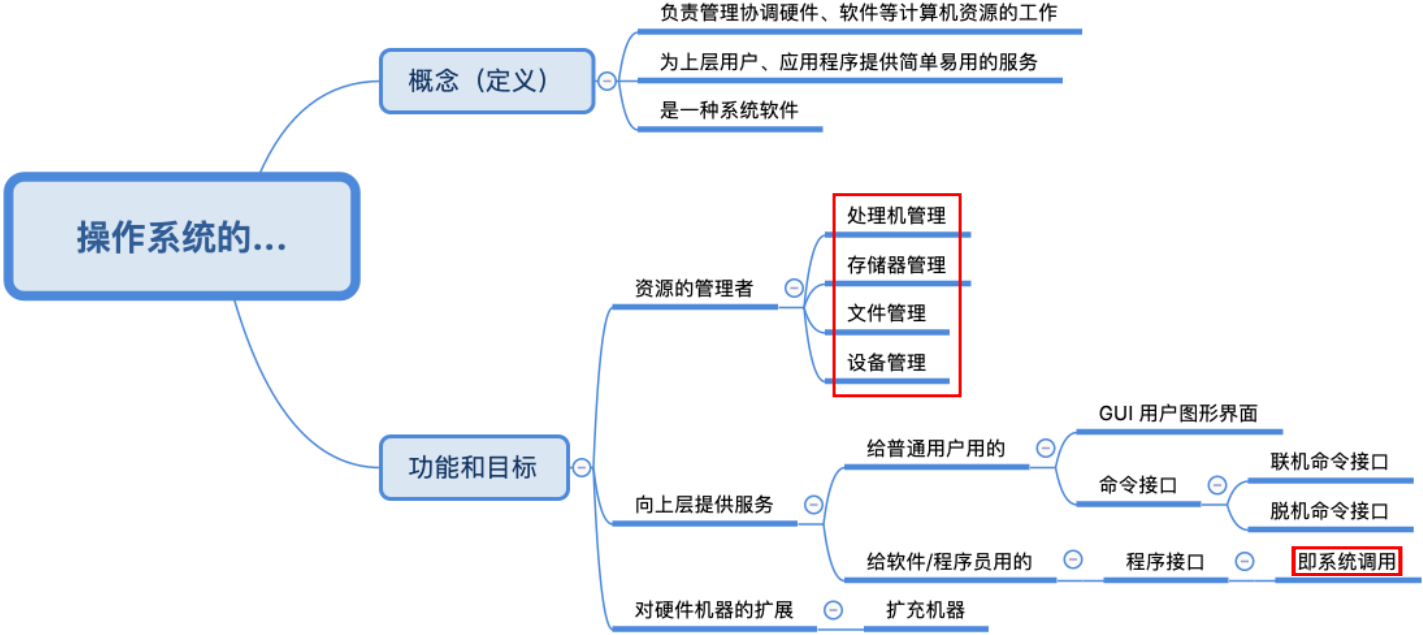 负责管理协调硬件、软件等计算机资源的工作
概念（定义）
为上层用户、应用程序提供简单易用的服务
是一种系统软件
操作系统的...
处理机管理
存储器管理
资源的管理者
文件管理
设备管理
GUI 用户图形界面
给普通用户用的
功能和目标
联机命令接口
命令接口
向上层提供服务
脱机命令接口
给软件/程序员用的
程序接口
即系统调用
对硬件机器的扩展
扩充机器